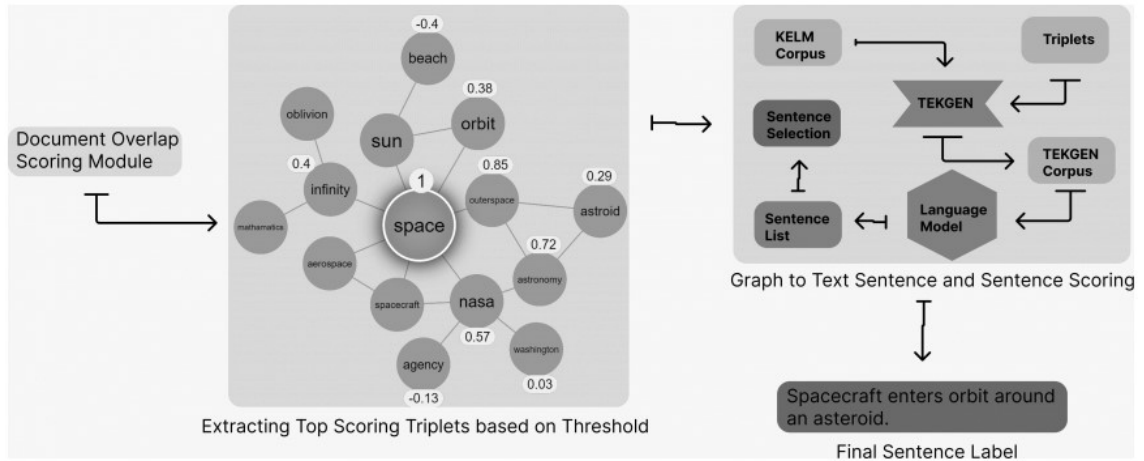 Document Overlap
Scoring Module
-0.4
beach
0.38
oblivion
sun
orbit
0.4
1
0.85
0.29
infinity
outerspace
astroid
space
mathamatics
0.72
aerospace
astronomy
spacecraft
nasa
0.57
washington
agency
0.03
-0.13
Extracting Top Scoring Triplets based on Threshold
KELM
Corpus
Triplets
TEKGEN
Sentence
Selection
TEKGEN
Corpus
Language
Model
Sentence
List
Graph to Text Sentence and Sentence Scoring
Spacecraft enters orbit around
an asteroid.
Final Sentence Label